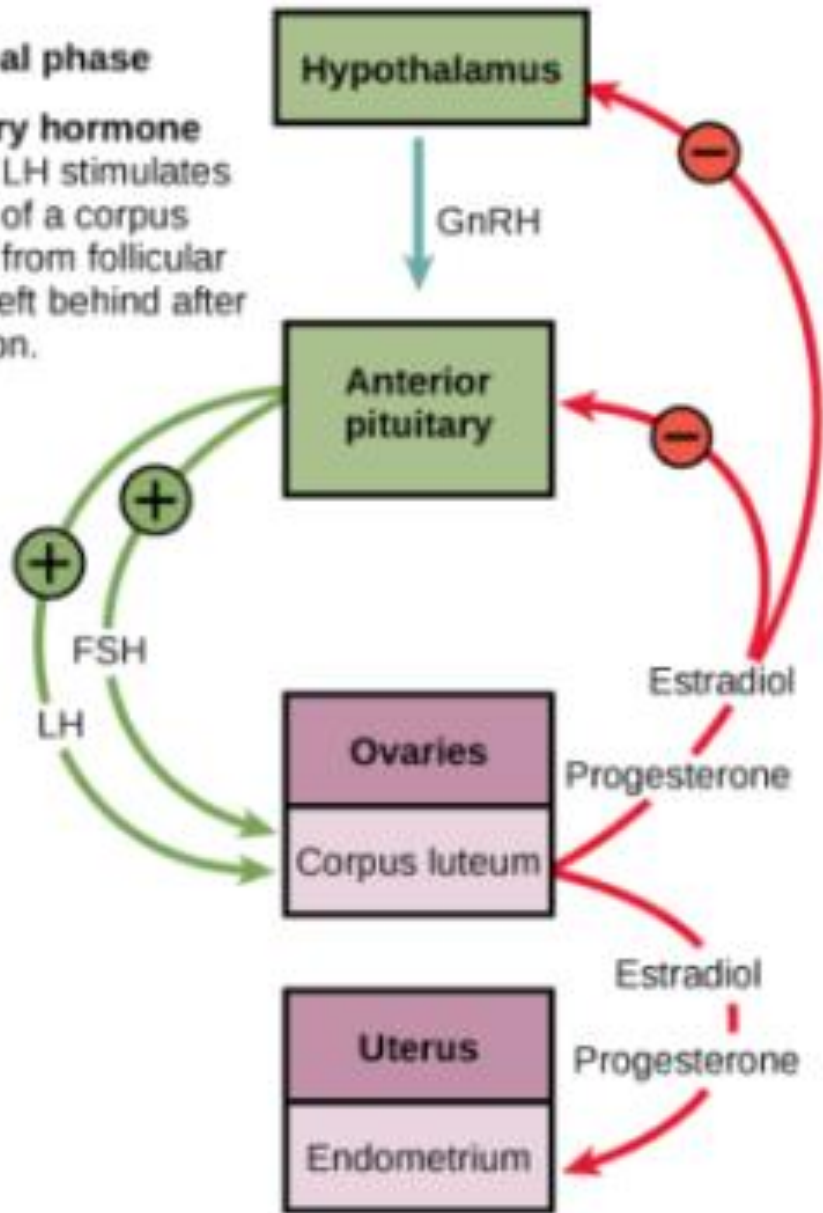 al phase
ry hormone
LH stimulates
of a corpus
from follicular
eft behind after
on.
Hypothalamus
−
GnRH
Anterior
pituitary
−
+
+
FSH
LH
Estradiol
Progesterone
Ovaries
Corpus luteum
Estradiol
Progesterone
Uterus
Endometrium